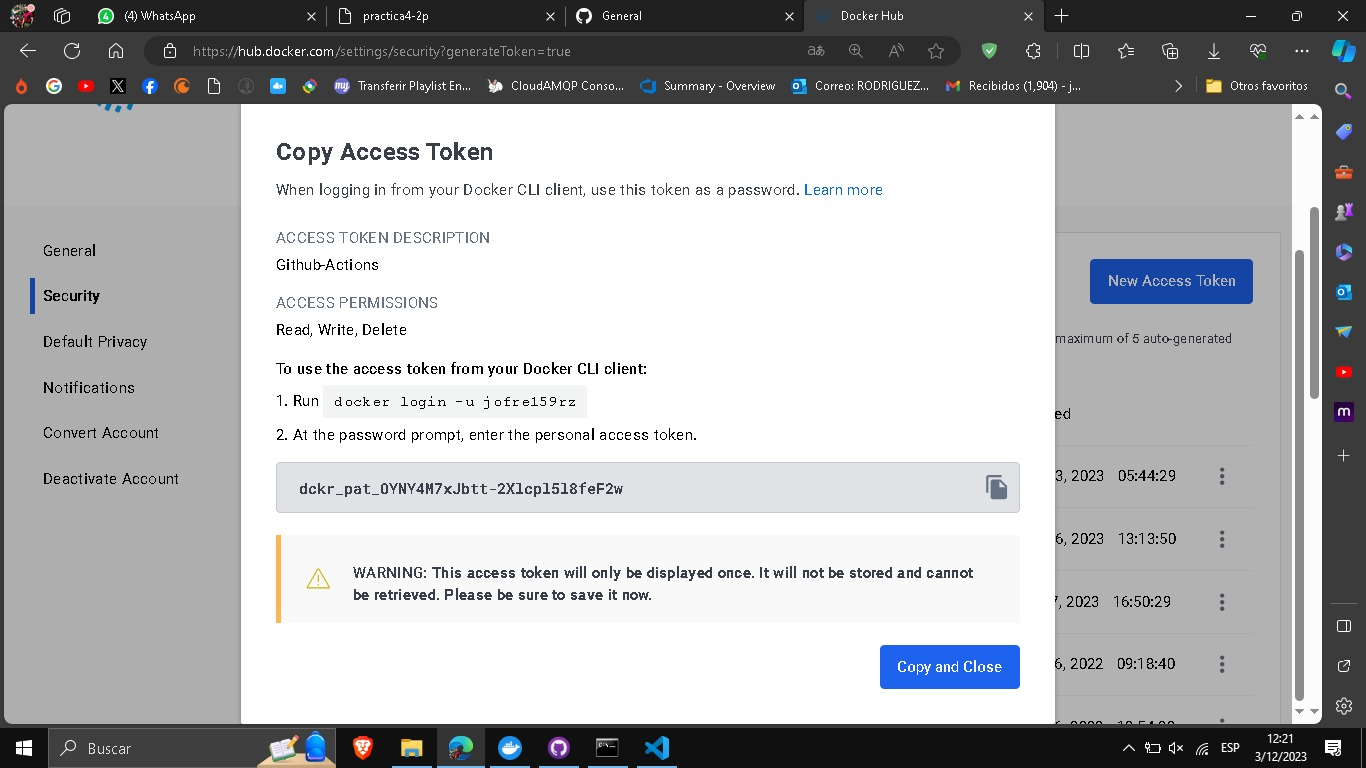 (4) WhatsApp
practica4-2p
General
Docker Hub
https://hub.docker.com/settings/security?generateToken=true
Transferir Playlist En...
CloudAMQP Conso...
Summary - Overview
Correo: RODRIGUEZ...
Recibidos (1,904) - j...
Otros favoritos
General
Security
Default Privacy
Notifications
Convert Account
Deactivate Account
Copy Access Token
When logging in from your Docker CLI client, use this token as a password. Learn more
ACCESS TOKEN DESCRIPTION
Github-Actions
ACCESS PERMISSIONS
Read, Write, Delete
To use the access token from your Docker CLI client:
1. Run docker login -u jofre159rz
2. At the password prompt, enter the personal access token.
dckr_pat_OYNY4M7xJbtt-2Xlcpl5l8feF2w
WARNING: This access token will only be displayed once. It will not be stored and cannot
be retrieved. Please be sure to save it now.
Copy and Close
New Access Token
maximum of 5 auto-generated
ed
3, 2023 05:44:29
6, 2023 13:13:50
7, 2023 16:50:29
6, 2022 09:18:40
Buscar
ESP
12:21
3/12/2023